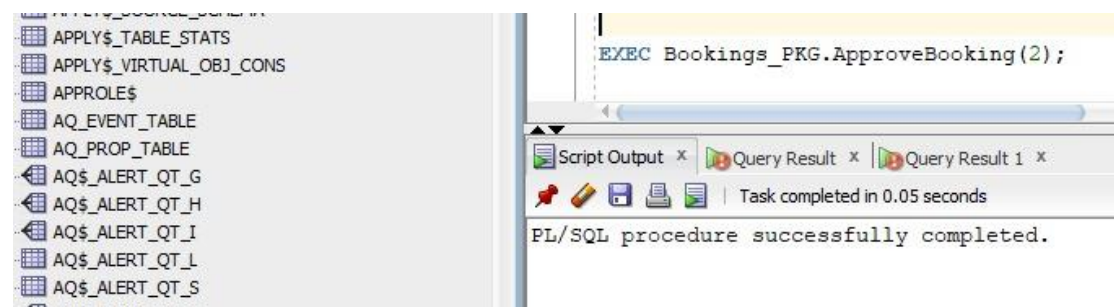 APPLY$_TABLE_STATS
APPLY$_VIRTUAL_OBJ_CONS
APPROLE$
AQ_EVENT_TABLE
AQ_PROP_TABLE
AQ$_ALERT_QT_G
AQ$_ALERT_QT_H
AQ$_ALERT_QT_I
AQ$_ALERT_QT_L
AQ$_ALERT_QT_S
EXEC Bookings_PKG.ApproveBooking(2);
Script Output x Query Result x Query Result 1 x
Task completed in 0.05 seconds
PL/SQL procedure successfully completed.